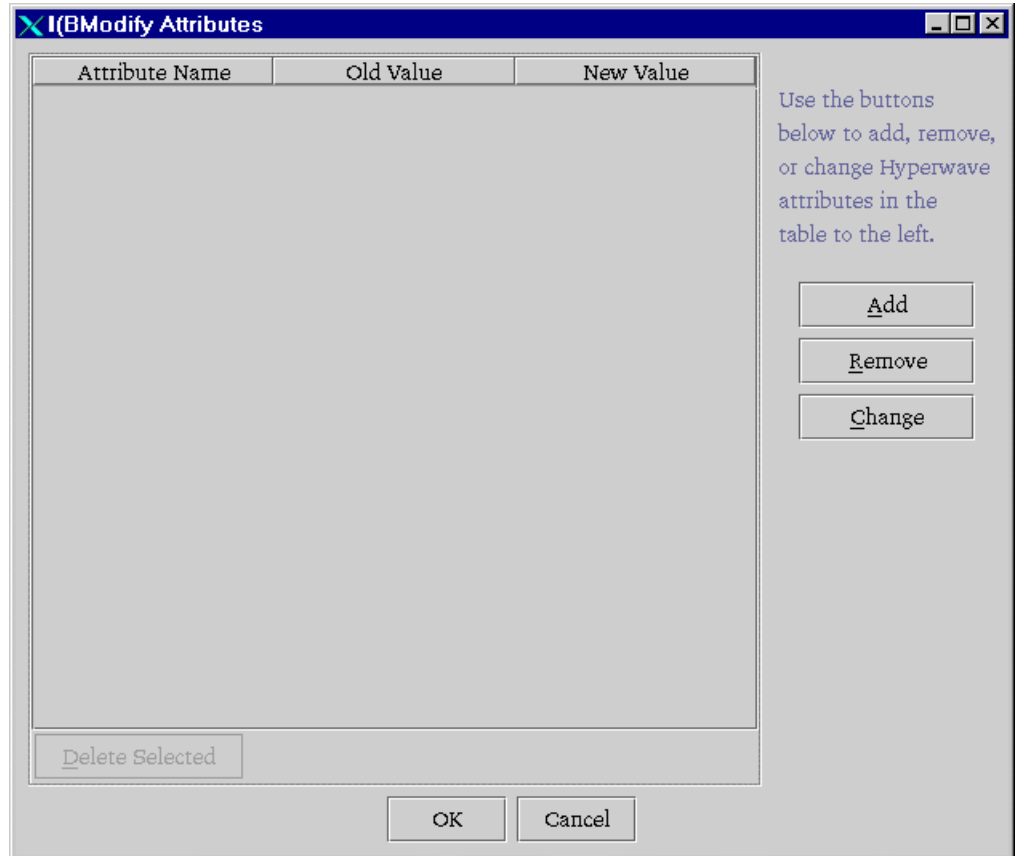 I(BModify Attributes
Attribute Name Old Value New Value
Use the buttons
below to add, remove,
or change Hyperwave
attributes in the
table to the left.
Add
Remove
Change
Delete Selected
OK Cancel